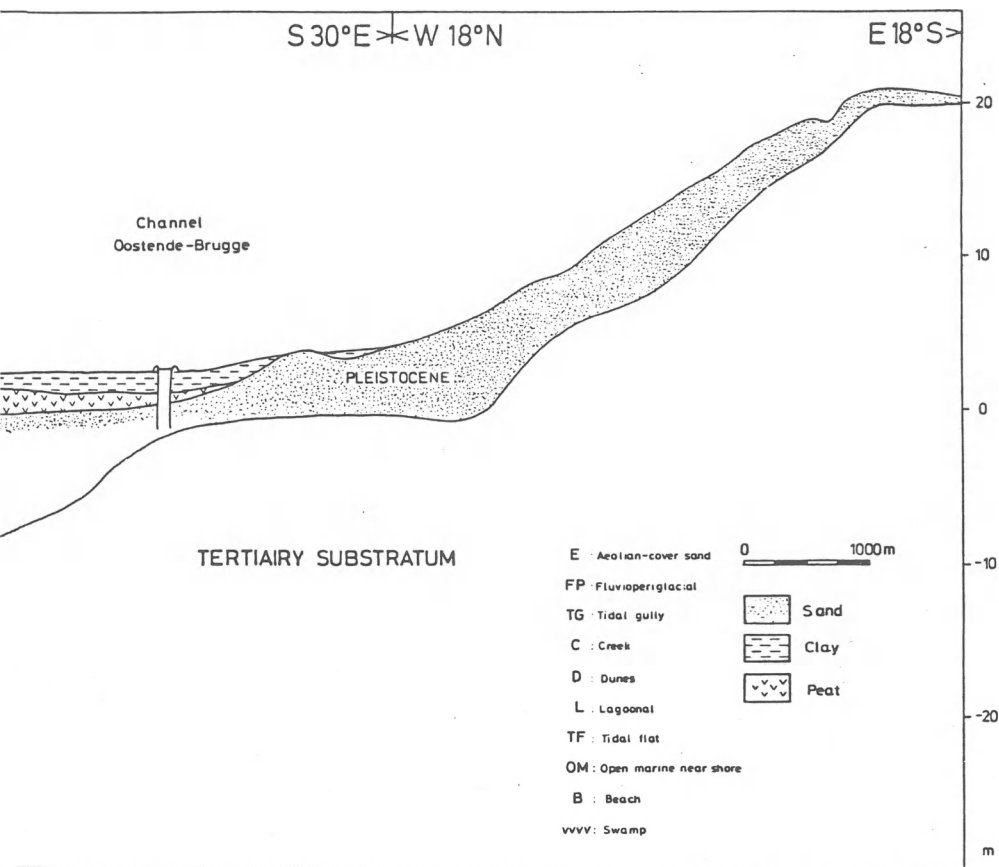 S 30°E W 18°N
E 18°S
20
Channel
Oostende-Brugge
10
PLEISTOCENE
0
TERTIAIRY SUBSTRATUM
E Aeolian-cover sand
FP Fluvioperiglacial
TG Tidal gully
C : Creek
D : Dunes
L : Lagoonal
TF : Tidal flat
OM : Open marine near shore
B : Beach
vvvv : Swamp
0 1000m
Sand
Clay
Peat
-10
-20
m